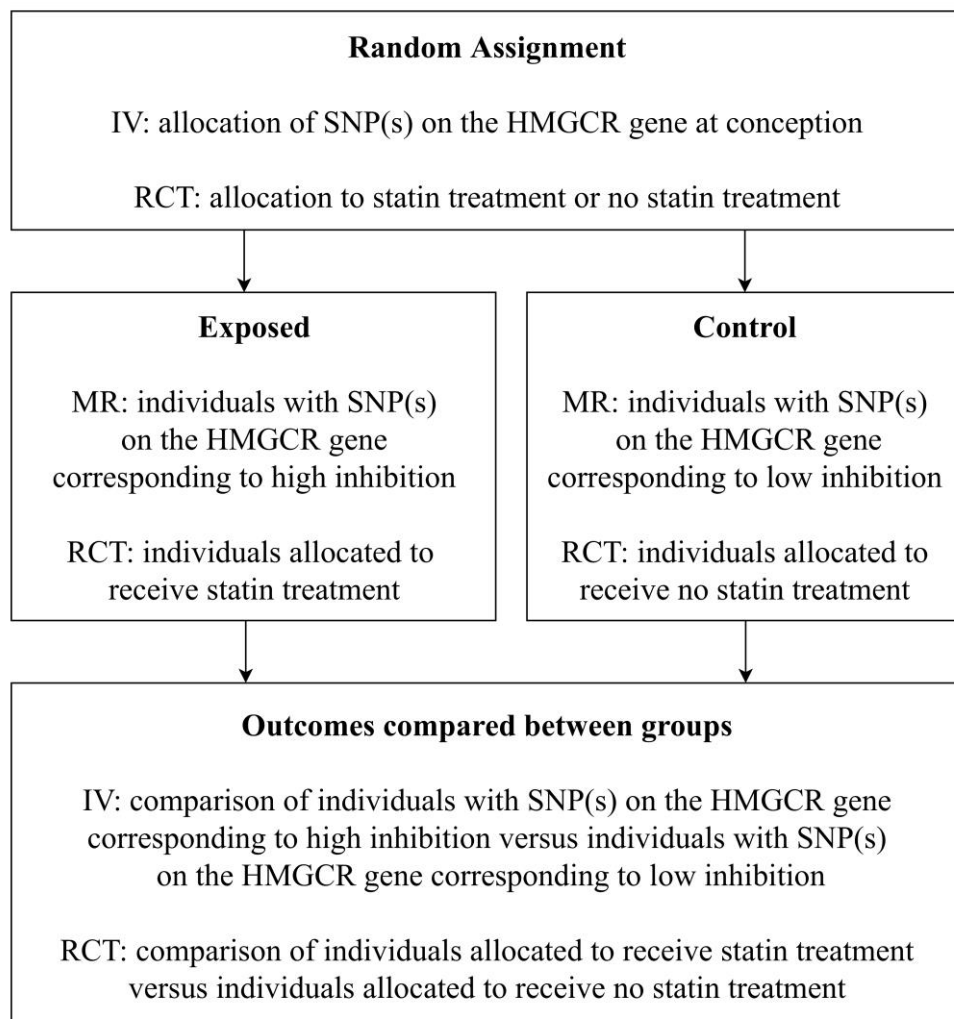 Random Assignment
IV: allocation of SNP(s) on the HMGCR gene at conception
RCT: allocation to statin treatment or no statin treatment
Exposed
MR: individuals with SNP(s)
on the HMGCR gene
corresponding to high inhibition
RCT: individuals allocated to
receive statin treatment
Control
MR: individuals with SNP(s)
on the HMGCR gene
corresponding to low inhibition
RCT: individuals allocated to
receive no statin treatment
Outcomes compared between groups
IV: comparison of individuals with SNP(s) on the HMGCR gene
corresponding to high inhibition versus individuals with SNP(s)
on the HMGCR gene corresponding to low inhibition
RCT: comparison of individuals allocated to receive statin treatment
versus individuals allocated to receive no statin treatment